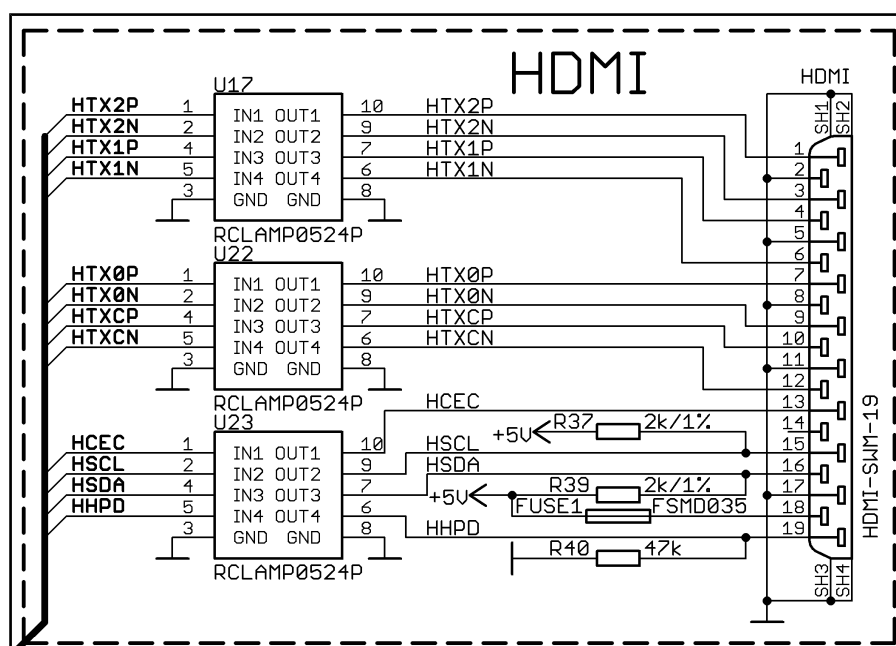 HDMI
HDMI
SH1
SH2
U17
HTX2P 1 IN1 OUT1 10 HTX2P
HTX2N 2 IN2 OUT2 9 HTX2N
HTX1P 4 IN3 OUT3 7 HTX1P
HTX1N 5 IN4 OUT4 6 HTX1N
3 GND GND 8
RCLAMP0524P
U22
HTX0P 1 IN1 OUT1 10 HTX0P
HTX0N 2 IN2 OUT2 9 HTX0N
HTXCP 4 IN3 OUT3 7 HTXCP
HTXCN 5 IN4 OUT4 6 HTXCN
3 GND GND 8
RCLAMP0524P
U23
HCEC 1 IN1 OUT1 10 HCEC
HSCL 2 IN2 OUT2 9 HSCL
HSDA 4 IN3 OUT3 7 HSDA
HHPD 5 IN4 OUT4 6 HHPD
3 GND GND 8
RCLAMP0524P
+5V R37 2k/1%
+5V R39 2k/1%
FUSE1 FSMD035
R40 47k
1
2
3
4
5
6
7
8
9
10
11
12
13
14
15
16
17
18
19
SH3
SH4
HDMI-SWM-19